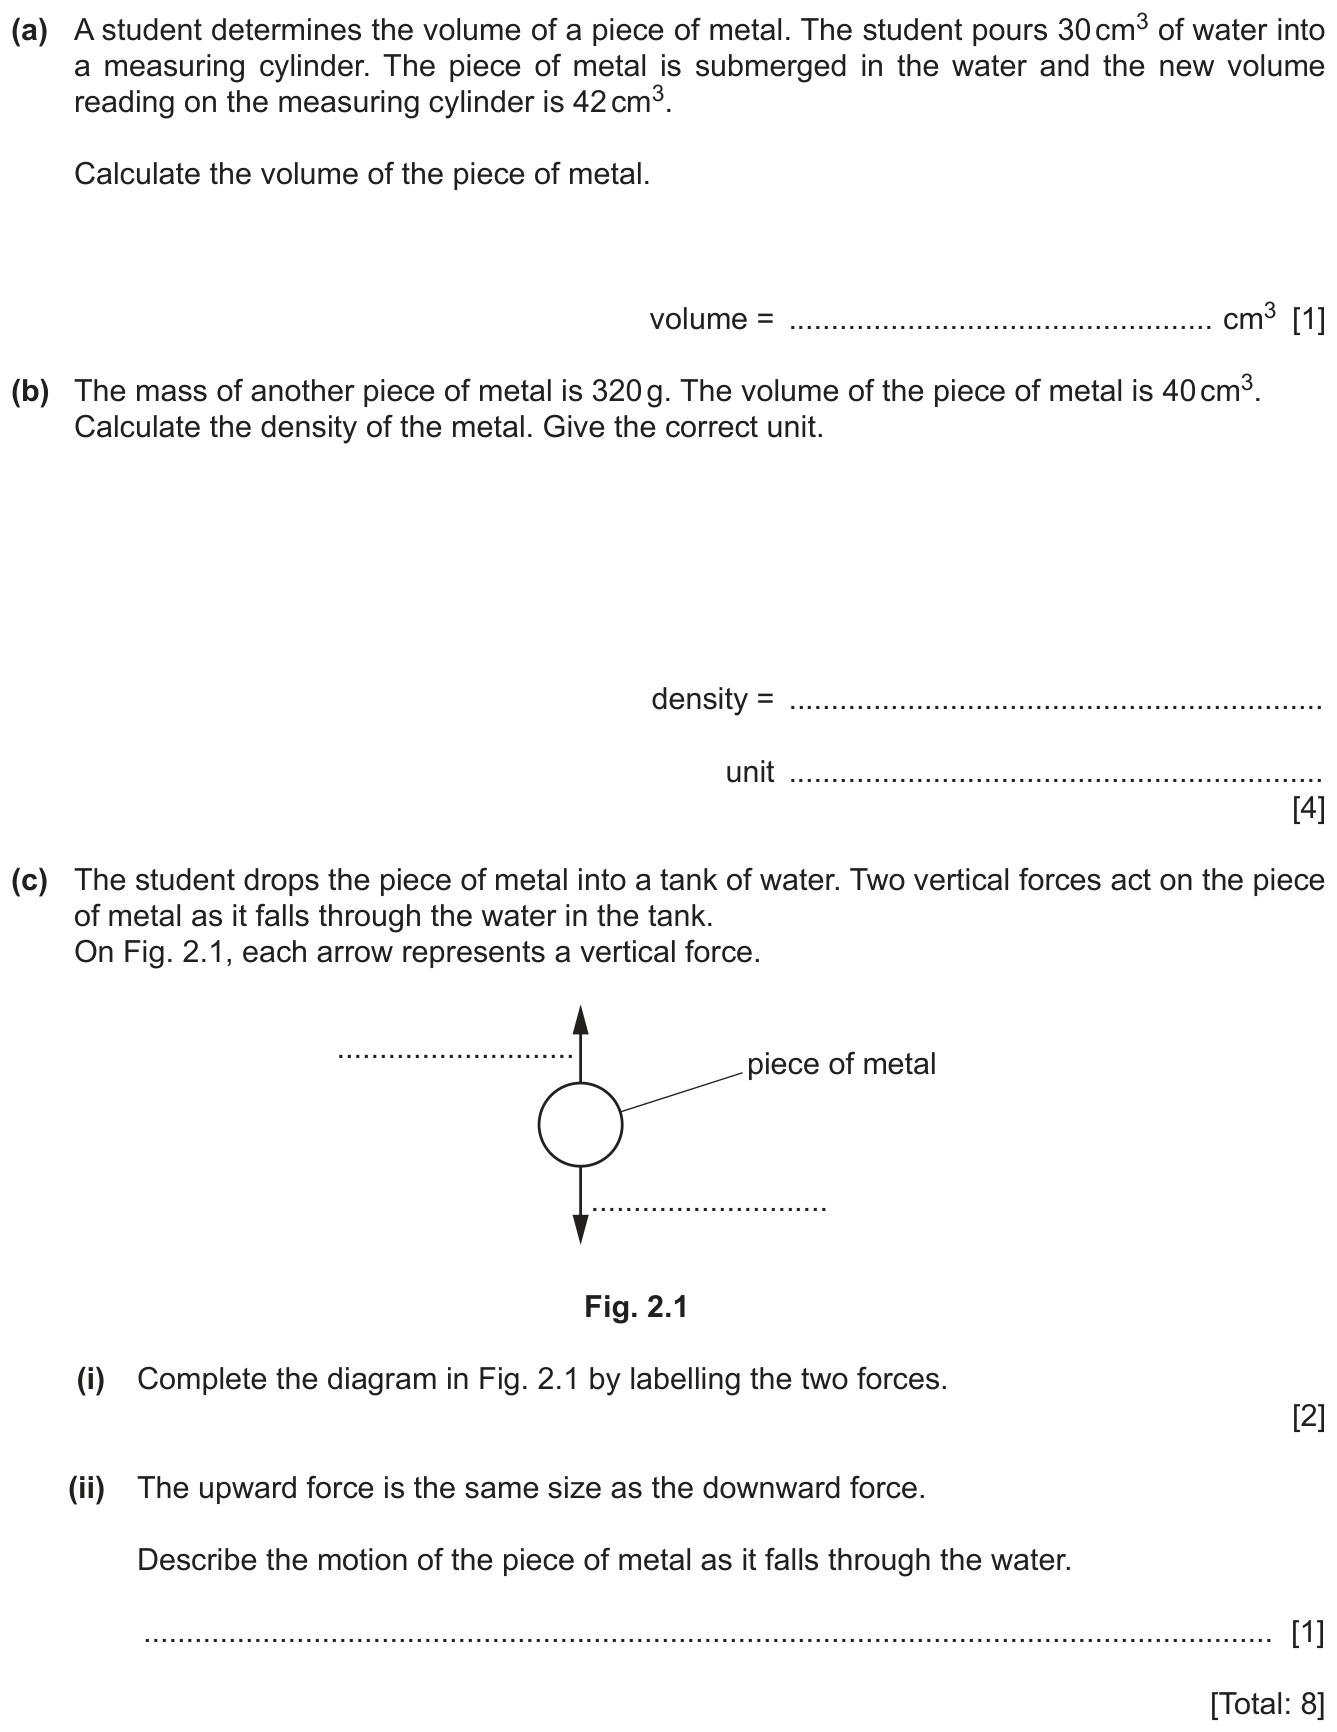 (a) A student determines the volume of a piece of metal. The student pours 30 cm³ of water into
a measuring cylinder. The piece of metal is submerged in the water and the new volume
reading on the measuring cylinder is 42 cm³.
Calculate the volume of the piece of metal.
volume = .................................................. cm³ [1]
(b) The mass of another piece of metal is 320 g. The volume of the piece of metal is 40 cm³.
Calculate the density of the metal. Give the correct unit.
density = ...............................................................
unit ...............................................................
[4]
(c) The student drops the piece of metal into a tank of water. Two vertical forces act on the piece
of metal as it falls through the water in the tank.
On Fig. 2.1, each arrow represents a vertical force.
............................
piece of metal
............................
Fig. 2.1
(i) Complete the diagram in Fig. 2.1 by labelling the two forces.
[2]
(ii) The upward force is the same size as the downward force.
Describe the motion of the piece of metal as it falls through the water.
..................................................................................................................................... [1]
[Total: 8]